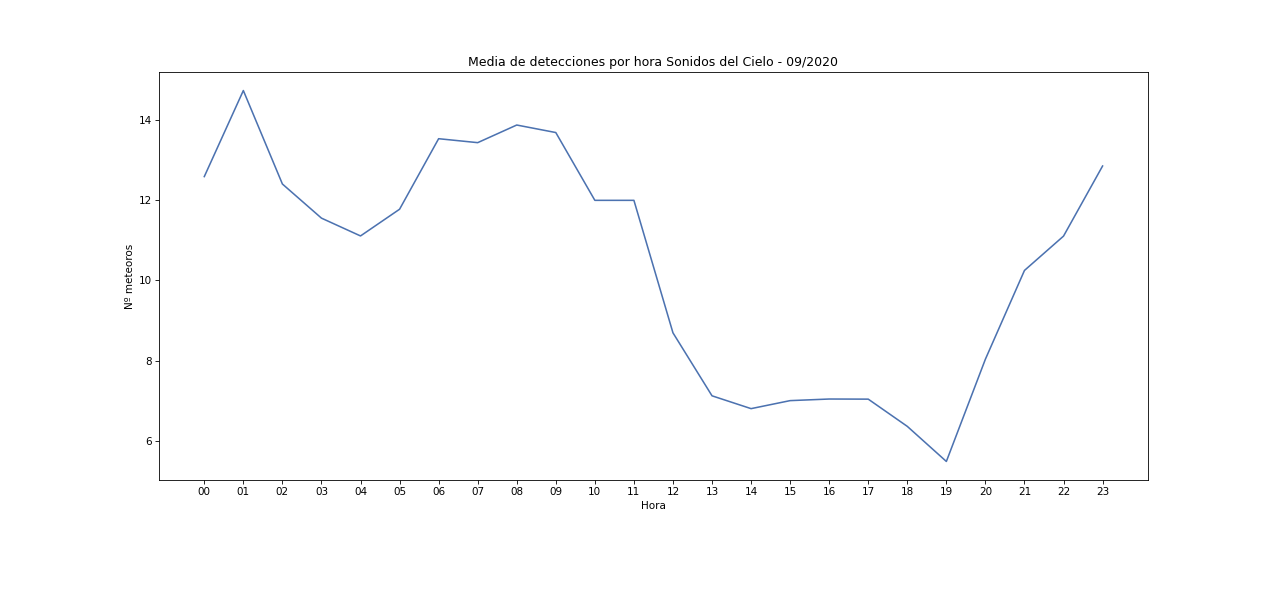 Media de detecciones por hora Sonidos del Cielo - 09/2020
14
12
10
8
6
Nº meteoros
00 01 02 03 04 05 06 07 08 09 10 11 12 13 14 15 16 17 18 19 20 21 22 23
Hora